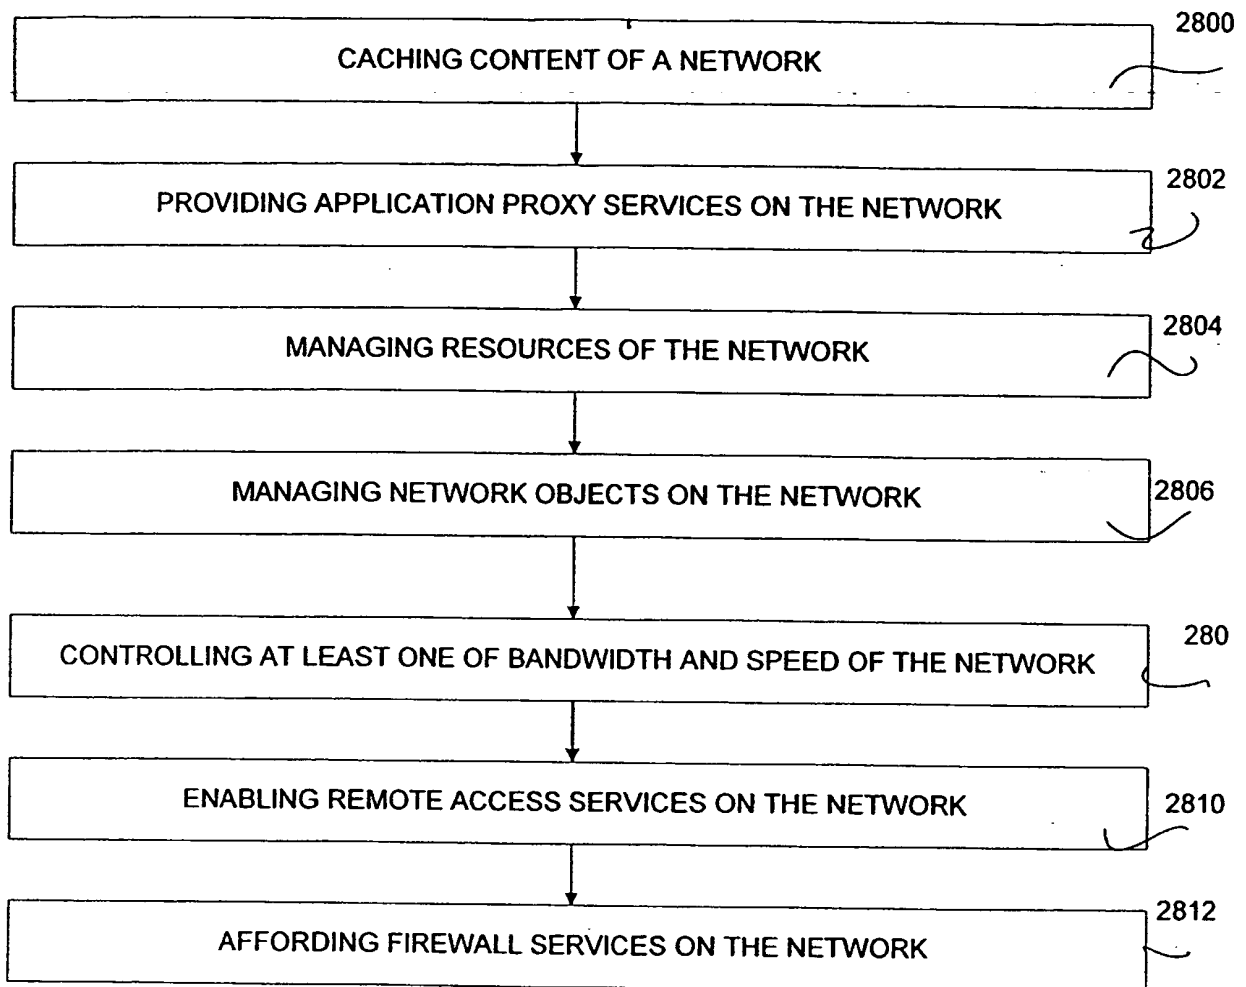 2800
CACHING CONTENT OF A NETWORK
2802
PROVIDING APPLICATION PROXY SERVICES ON THE NETWORK
2804
MANAGING RESOURCES OF THE NETWORK
2806
MANAGING NETWORK OBJECTS ON THE NETWORK
280
CONTROLLING AT LEAST ONE OF BANDWIDTH AND SPEED OF THE NETWORK
2810
ENABLING REMOTE ACCESS SERVICES ON THE NETWORK
2812
AFFORDING FIREWALL SERVICES ON THE NETWORK